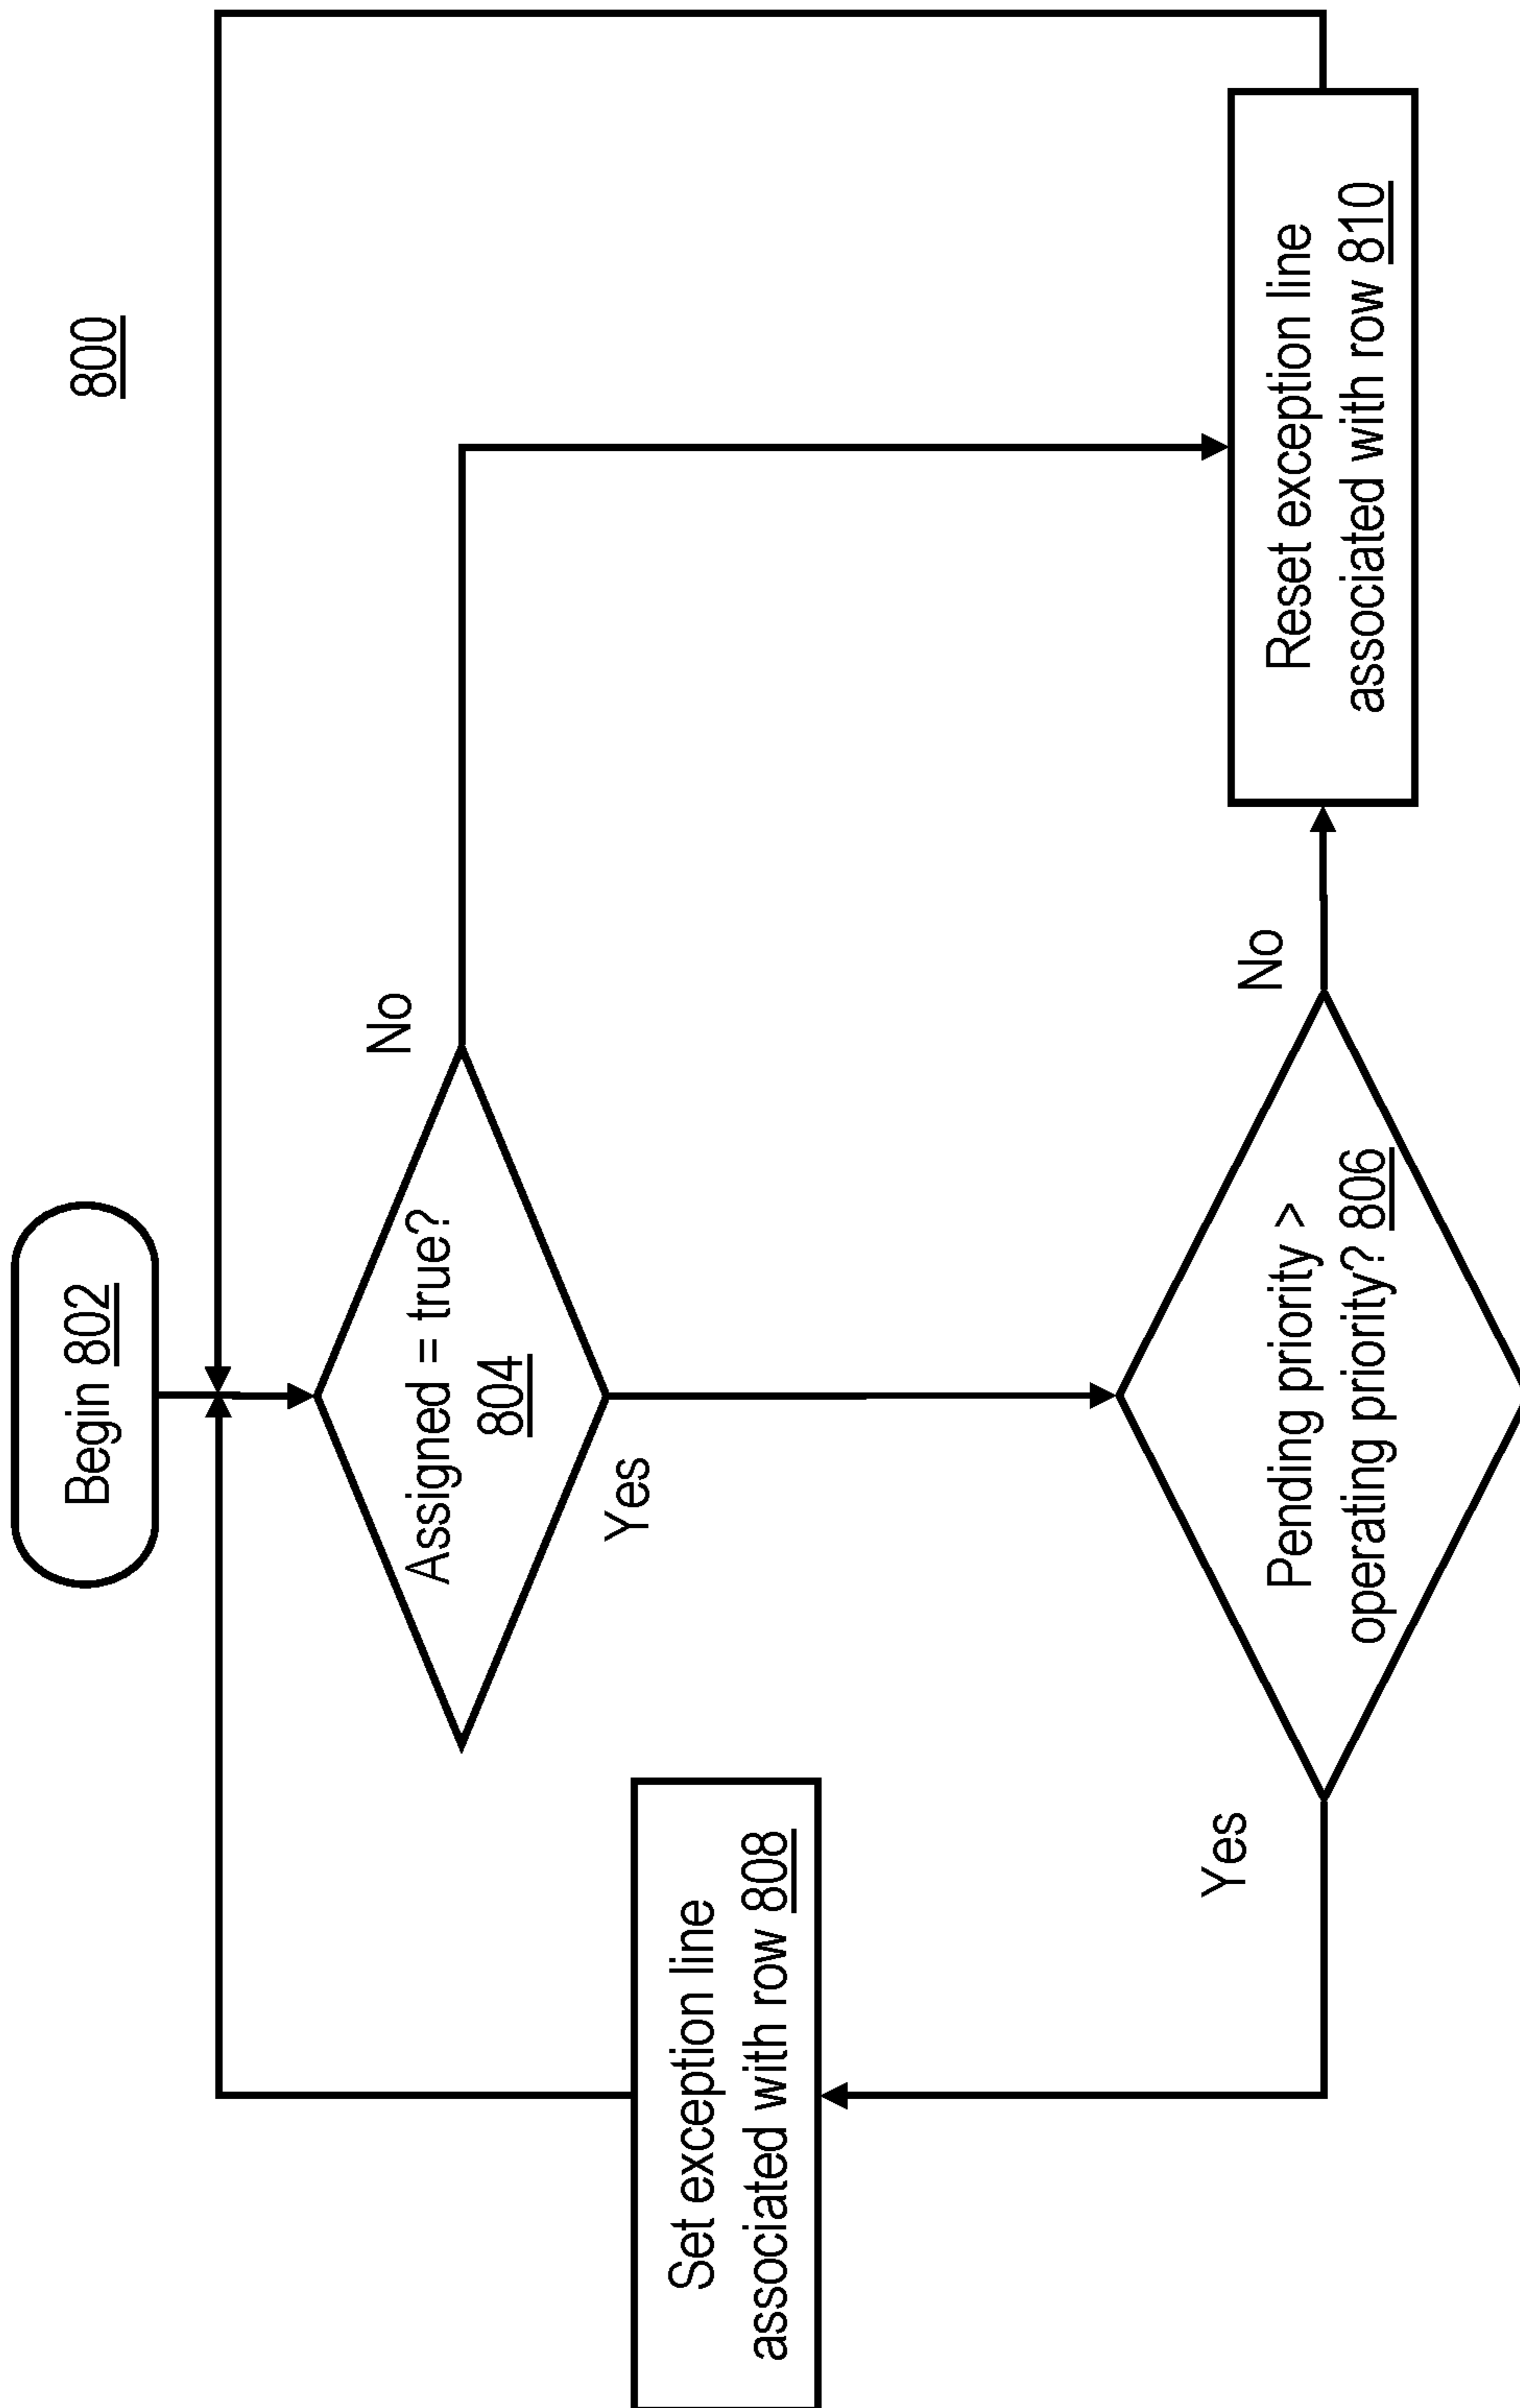 800
Begin 802
Assigned = true?
804
No
Yes
Set exception line
associated with row 808
Yes
Pending priority >
operating priority? 806
No
Reset exception line
associated with row 810